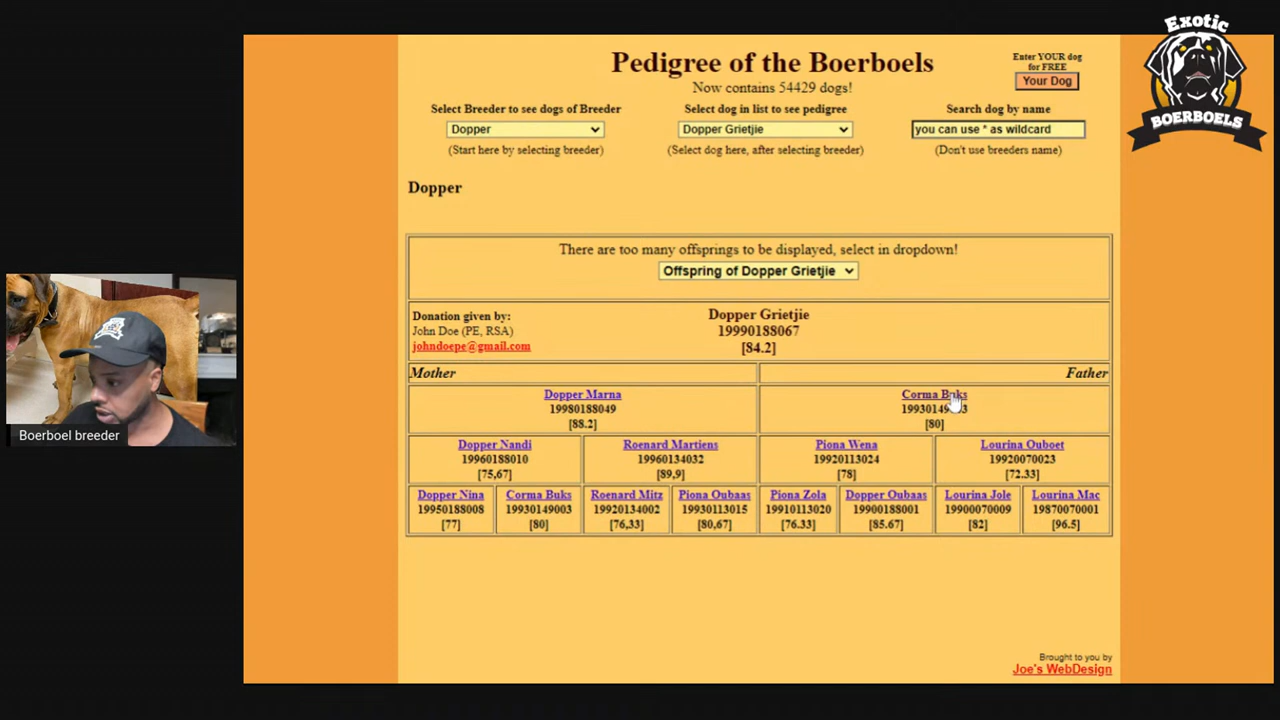 Exotic
BOERBOELS
Pedigree of the Boerboels
Now contains 54429 dogs!
Enter YOUR dog
for FREE
Your Dog
Select Breeder to see dogs of Breeder
Select dog in list to see pedigree
Search dog by name
Dopper
Dopper Grietjie
you can use * as wildcard
(Start here by selecting breeder)
(Select dog here, after selecting breeder)
(Don't use breeders name)
Dopper
There are too many offsprings to be displayed, select in dropdown!
Offspring of Dopper Grietjie
Donation given by:
John Doe (PE, RSA)
johndoepe@gmail.com
Dopper Grietjie
19990188067
[84.2]
Mother
Father
Dopper Marna
19980188049
[88.2]
Corma Buks
[80]
Dopper Nandi
19960188010
[75,67]
Roenard Martiens
19960134032
[89,9]
Piona Wena
19920113024
[78]
Lourina Ouboet
19920070023
[72.33]
Dopper Nina
19950188008
[77]
Corma Buks
19930149003
[80]
Roenard Mitz
19920134002
[76,33]
Piona Oubaas
19930113015
[80,67]
Piona Zola
19910113020
[76.33]
Dopper Oubaas
19900188001
[85.67]
Lourina Jole
19900070009
[82]
Lourina Mac
19870070001
[96.5]
Boerboel breeder
Brought to you by
Joe's WebDesign